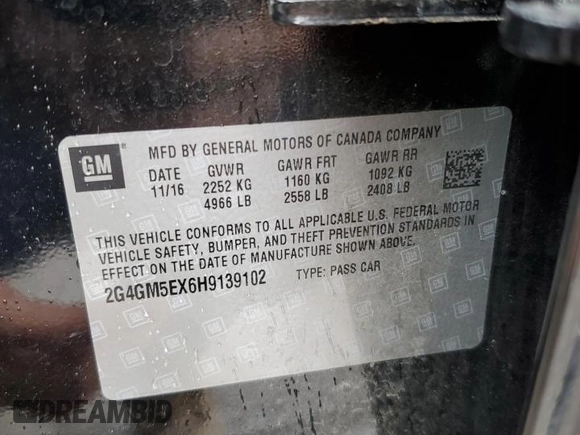 GM
MFD BY GENERAL MOTORS OF CANADA COMPANY
DATE GVWR GAWR FRT GAWR RR
11/16 2252 KG 1160 KG 1092 KG
4966 LB 2558 LB 2408 LB
THIS VEHICLE CONFORMS TO ALL APPLICABLE U.S. FEDERAL MOTOR
VEHICLE SAFETY, BUMPER, AND THEFT PREVENTION STANDARDS IN
EFFECT ON THE DATE OF MANUFACTURE SHOWN ABOVE.
2G4GM5EX6H9139102 TYPE: PASS CAR
DREAMBID